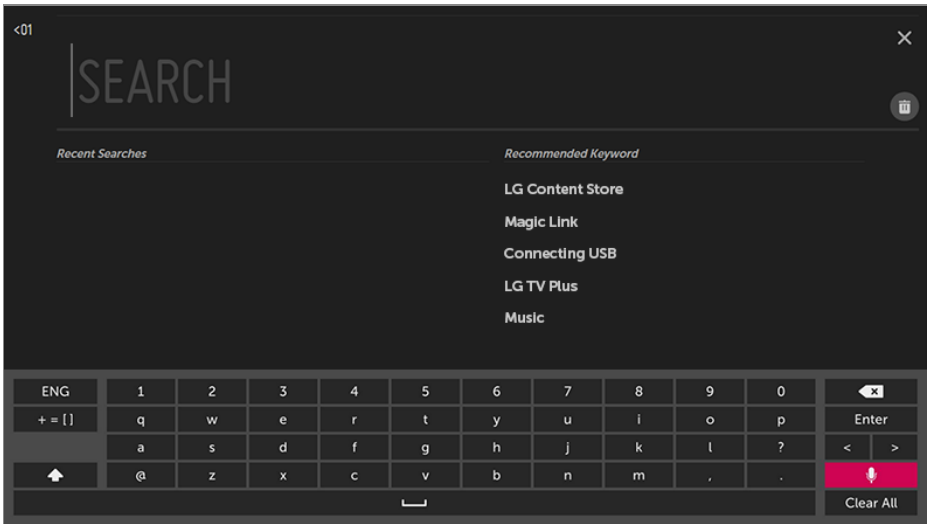 <01
SEARCH
Recent Searches
Recommended Keyword
LG Content Store
Magic Link
Connecting USB
LG TV Plus
Music
ENG 1 2 3 4 5 6 7 8 9 0
+ = [ ] q w e r t y u i o p Enter
a s d f g h j k l ? < >
@ z x c v b n m , .
Clear All